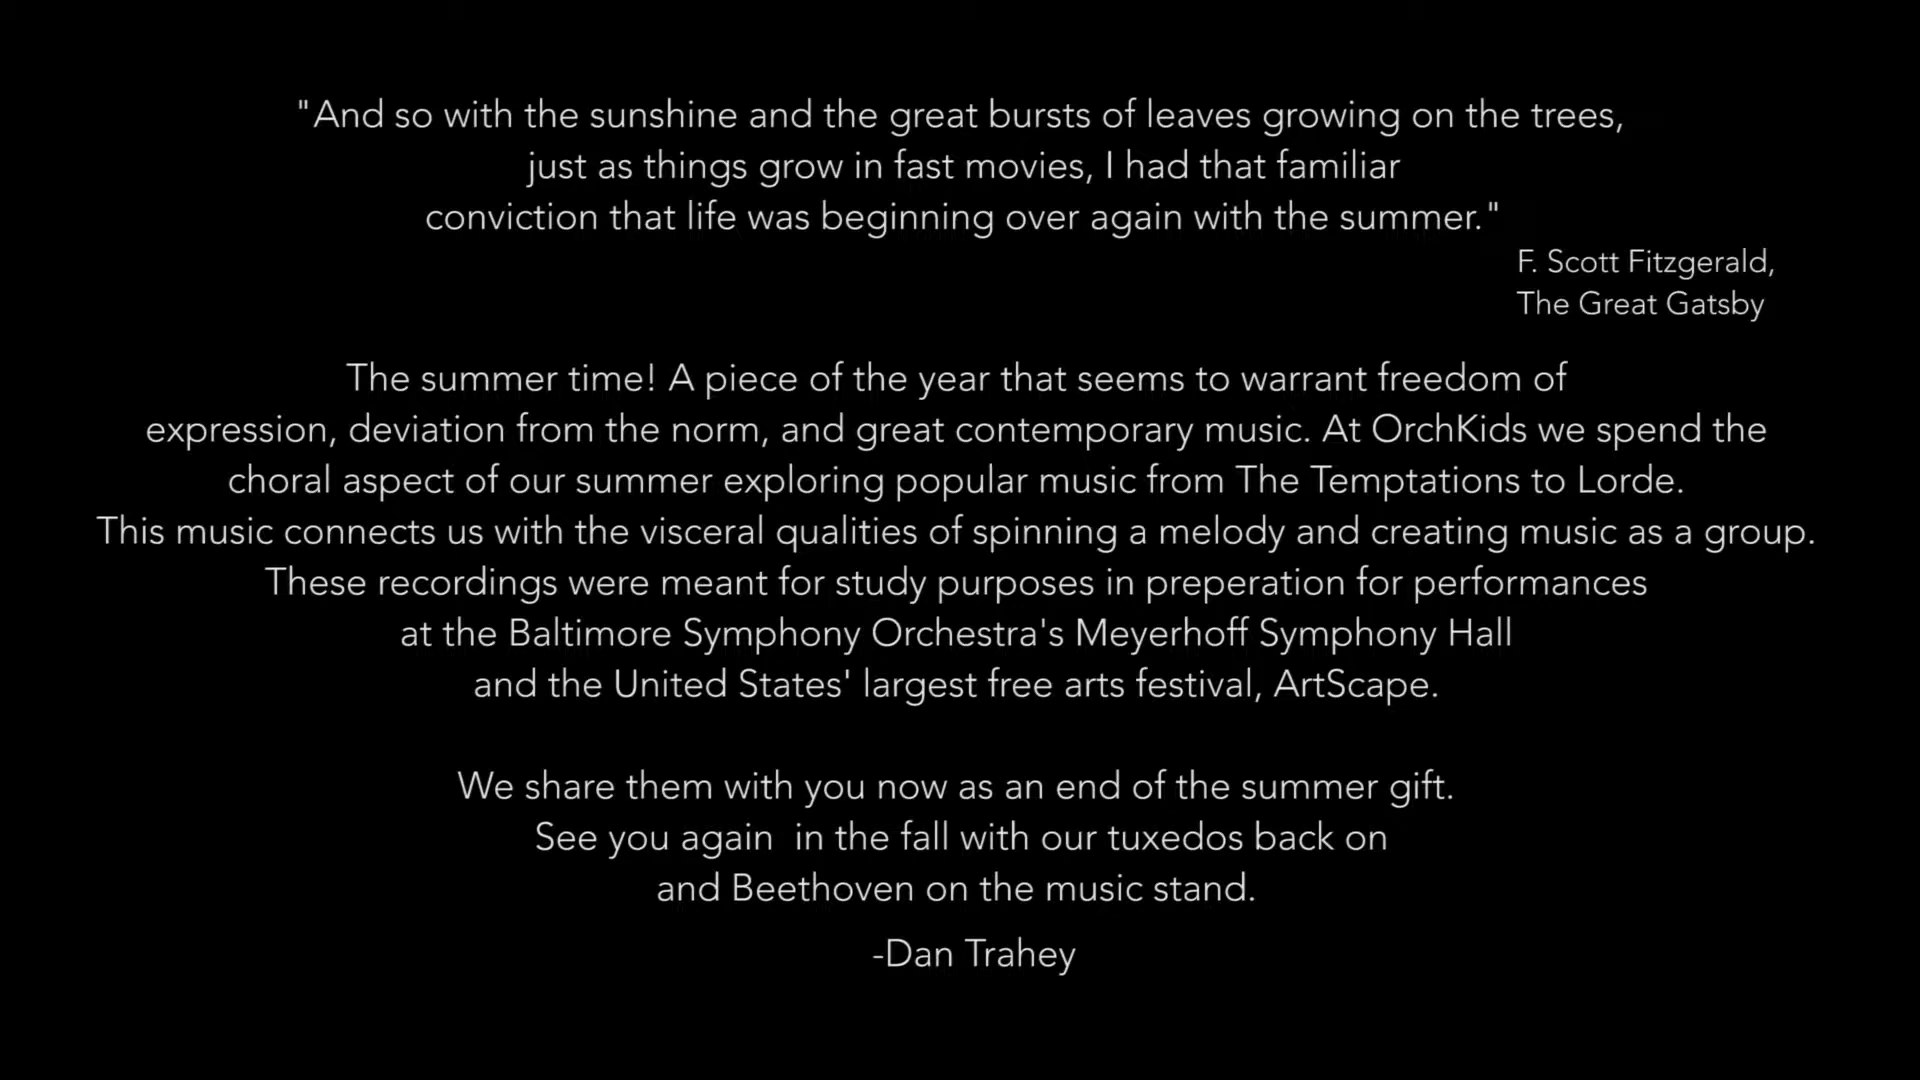 "And so with the sunshine and the great bursts of leaves growing on the trees,
just as things grow in fast movies, I had that familiar
conviction that life was beginning over again with the summer."
F. Scott Fitzgerald,
The Great Gatsby
The summer time! A piece of the year that seems to warrant freedom of
expression, deviation from the norm, and great contemporary music. At OrchKids we spend the
choral aspect of our summer exploring popular music from The Temptations to Lorde.
This music connects us with the visceral qualities of spinning a melody and creating music as a group.
These recordings were meant for study purposes in preperation for performances
at the Baltimore Symphony Orchestra's Meyerhoff Symphony Hall
and the United States' largest free arts festival, ArtScape.
We share them with you now as an end of the summer gift.
See you again  in the fall with our tuxedos back on
and Beethoven on the music stand.
-Dan Trahey